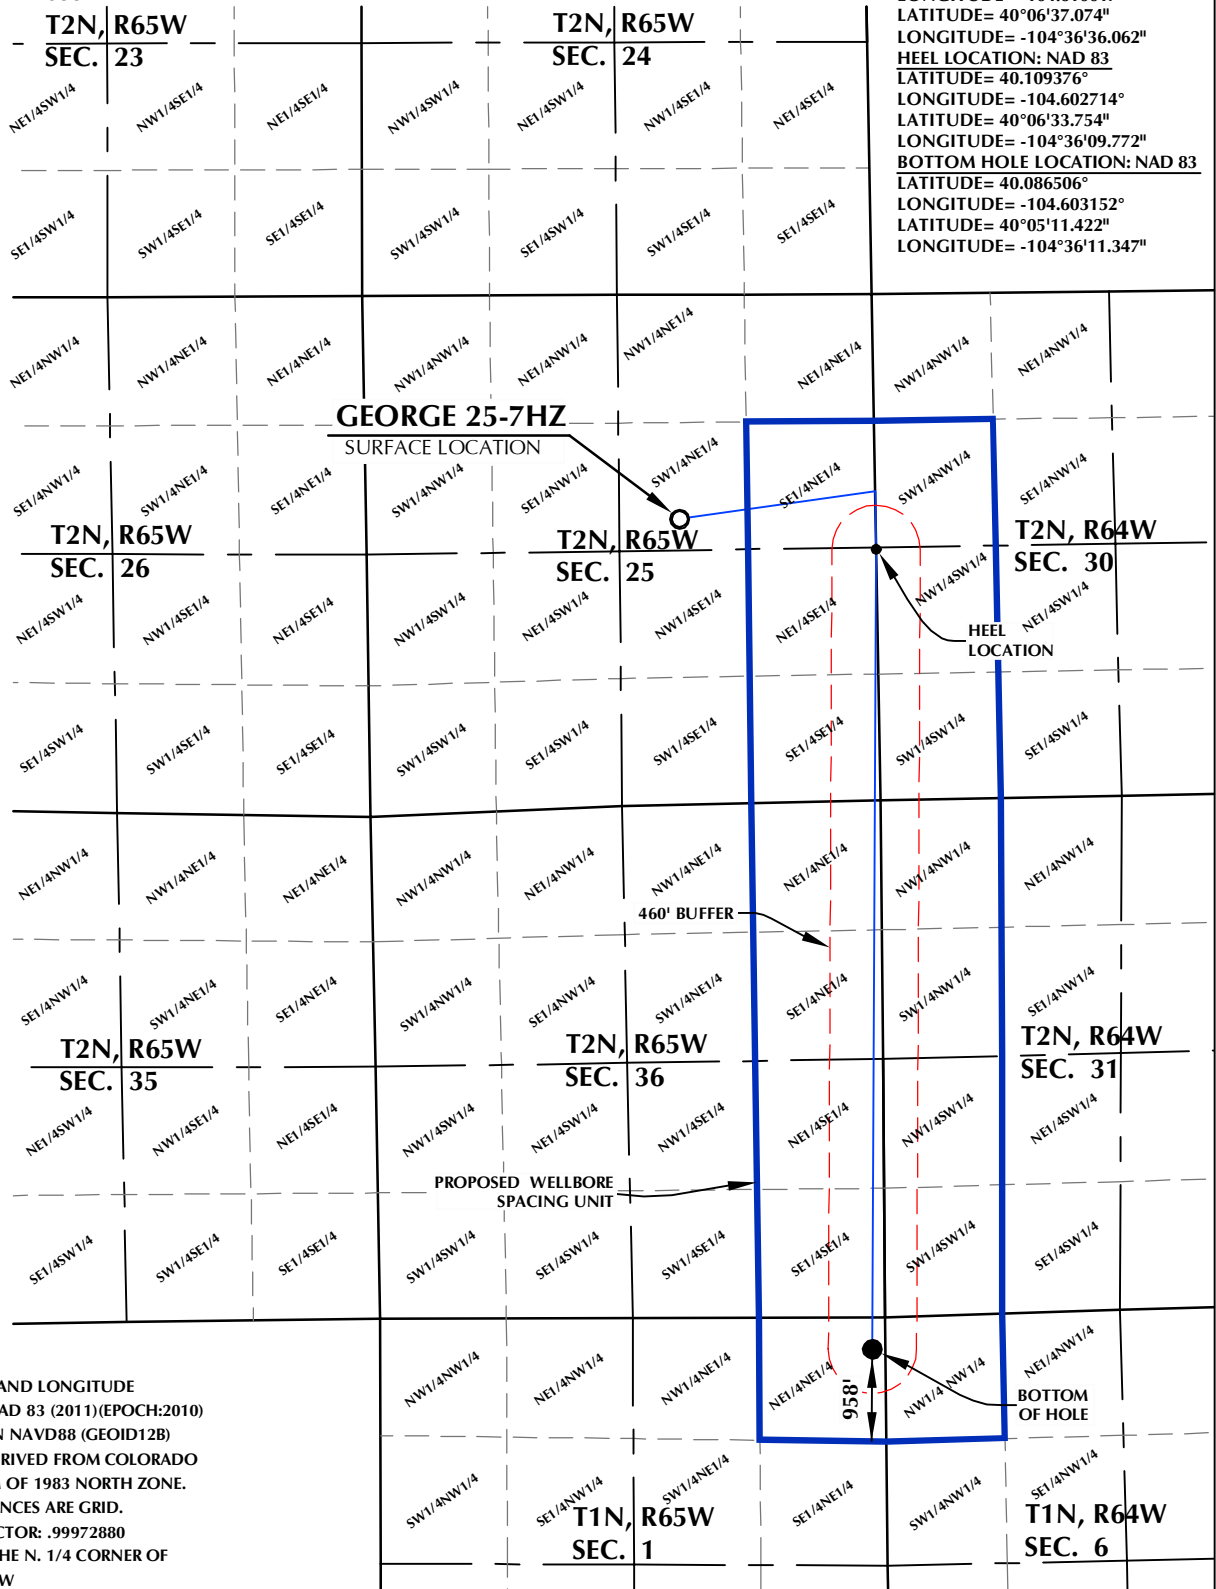 T2N, R65W
SEC. 23
T2N, R65W
SEC. 24
LATITUDE= 40°06'37.074"
LONGITUDE= -104°36'36.062"
HEEL LOCATION: NAD 83
LATITUDE= 40.109376°
LONGITUDE= -104.602714°
LATITUDE= 40°06'33.754"
LONGITUDE= -104°36'09.772"
BOTTOM HOLE LOCATION: NAD 83
LATITUDE= 40.086506°
LONGITUDE= -104.603152°
LATITUDE= 40°05'11.422"
LONGITUDE= -104°36'11.347"
NE1/4SW1/4
NW1/4SE1/4
NE1/4SE1/4
NW1/4SW1/4
NE1/4SW1/4
NW1/4SE1/4
NE1/4SE1/4
SE1/4SW1/4
SW1/4SE1/4
SE1/4SE1/4
SW1/4SW1/4
SE1/4SW1/4
SW1/4SE1/4
SE1/4SE1/4
NE1/4NW1/4
NW1/4NE1/4
NE1/4NE1/4
NW1/4NW1/4
NE1/4NW1/4
NW1/4NE1/4
NE1/4NE1/4
NW1/4NW1/4
NE1/4NW1/4
GEORGE 25-7HZ
SURFACE LOCATION
SE1/4NW1/4
SW1/4NE1/4
SE1/4NE1/4
SW1/4NW1/4
SE1/4NW1/4
SW1/4NE1/4
SE1/4NE1/4
SW1/4NW1/4
SE1/4NW1/4
T2N, R65W
SEC. 26
T2N, R65W
SEC. 25
T2N, R64W
SEC. 30
NE1/4SW1/4
NW1/4SE1/4
NE1/4SE1/4
NW1/4SW1/4
NE1/4SW1/4
NW1/4SE1/4
NE1/4SE1/4
NW1/4SW1/4
NE1/4SW1/4
HEEL
LOCATION
SE1/4SW1/4
SW1/4SE1/4
SE1/4SE1/4
SW1/4SW1/4
SE1/4SW1/4
SW1/4SE1/4
SE1/4SE1/4
SW1/4SW1/4
SE1/4SW1/4
NE1/4NW1/4
NW1/4NE1/4
NE1/4NE1/4
NW1/4NW1/4
NE1/4NW1/4
NW1/4NE1/4
NE1/4NE1/4
NW1/4NW1/4
NE1/4NW1/4
460' BUFFER
SE1/4NW1/4
SW1/4NE1/4
SE1/4NE1/4
SW1/4NW1/4
SE1/4NW1/4
SW1/4NE1/4
SE1/4NE1/4
SW1/4NW1/4
SE1/4NW1/4
T2N, R65W
SEC. 35
T2N, R65W
SEC. 36
T2N, R64W
SEC. 31
NE1/4SW1/4
NW1/4SE1/4
NE1/4SE1/4
NW1/4SW1/4
NE1/4SW1/4
NW1/4SE1/4
NE1/4SE1/4
NW1/4SW1/4
NE1/4SW1/4
PROPOSED WELLBORE
SPACING UNIT
SE1/4SW1/4
SW1/4SE1/4
SE1/4SE1/4
SW1/4SW1/4
SE1/4SW1/4
SW1/4SE1/4
SE1/4SE1/4
SW1/4SW1/4
SE1/4SW1/4
NW1/4NW1/4
NE1/4NW1/4
NW1/4NE1/4
NE1/4NE1/4
NW1/4 NW1/4
NE1/4NW1/4
958'
BOTTOM
OF HOLE
AND LONGITUDE
AD 83 (2011)(EPOCH:2010)
N NAVD88 (GEOID12B)
RIVED FROM COLORADO
OF 1983 NORTH ZONE.
NCES ARE GRID.
CTOR: .99972880
HE N. 1/4 CORNER OF
W
SW1/4NW1/4
SE1/4NW1/4
SW1/4NE1/4
SE1/4NE1/4
SW1/4NW1/4
SE1/4NW1/4
T1N, R65W
SEC. 1
T1N, R64W
SEC. 6